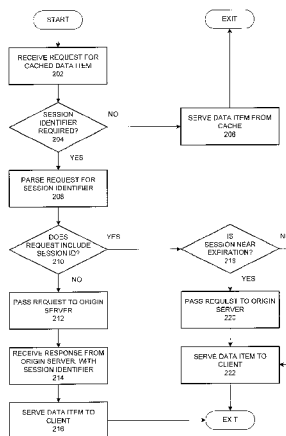 START
EXIT
RECEIVE REQUEST FOR
CACHED DATA ITEM
202
SESSION
IDENTIFIER
REQUIRED?
204
NO
SERVE DATA ITEM FROM
CACHE
206
YES
PARSE REQUEST FOR
SESSION IDENTIFIER
208
DOES
REQUEST INCLUDE
SESSION ID?
210
YES
IS
SESSION NEAR
EXPIRATION?
218
N
NO
YES
PASS REQUEST TO ORIGIN
SERVER
212
PASS REQUEST TO ORIGIN
SERVER
220
RECEIVE RESPONSE FROM
ORIGIN SERVER, WITH
SESSION IDENTIFIER
214
SERVE DATA ITEM TO
CLIENT
222
SERVE DATA ITEM TO
CLIENT
216
EXIT